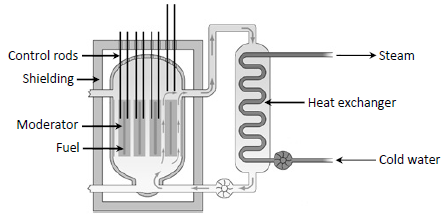 Control rods
Shielding
Moderator
Fuel
Steam
Heat exchanger
Cold water